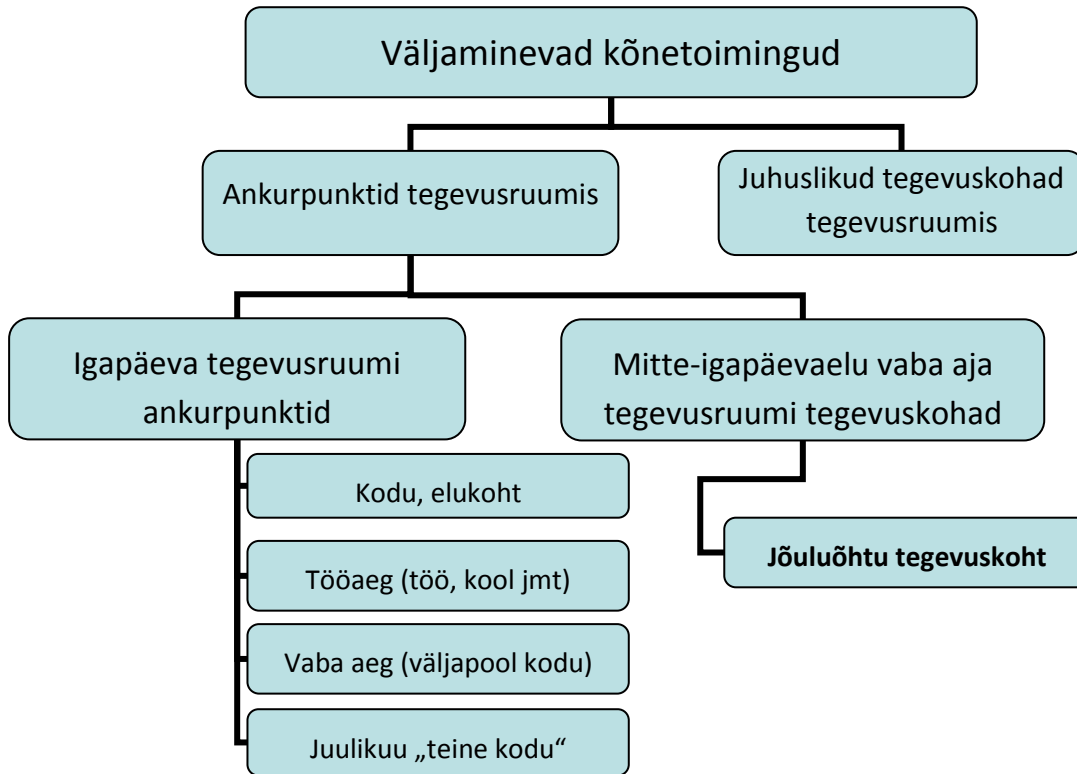 Väljaminevad kõnetoimingud
Ankurpunktid tegevusruumis
Juhuslikud tegevuskohad
tegevusruumis
Igapäeva tegevusruumi
ankurpunktid
Mitte-igapäevaelu vaba aja
tegevusruumi tegevuskohad
Kodu, elukoht
Tööaeg (töö, kool jmt)
Vaba aeg (väljapool kodu)
Juulikuu „teine kodu“
Jõuluõhtu tegevuskoht